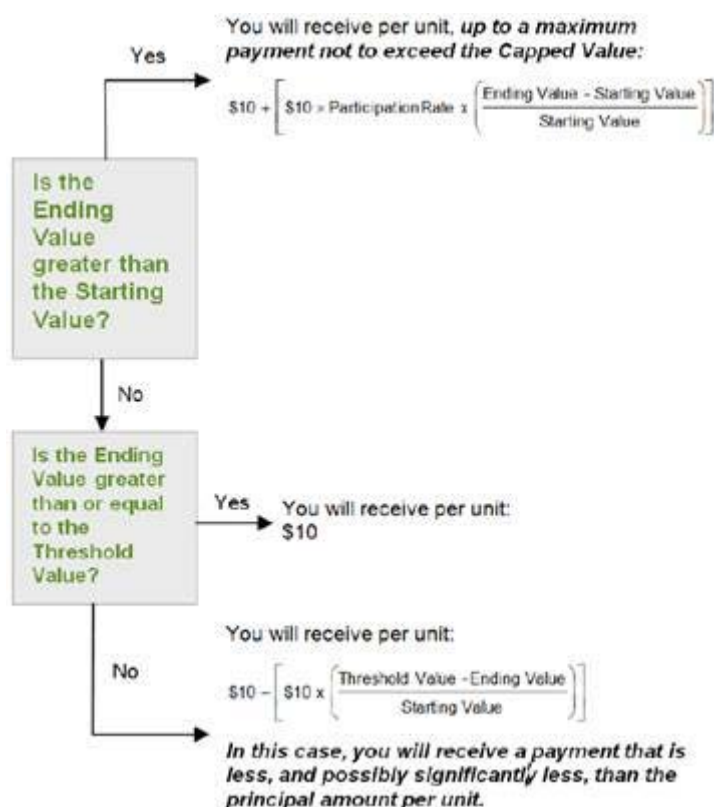 You will receive per unit, up to a maximum
payment not to exceed the Capped Value:
Yes
$10 + [ $10 × Participation Rate x ( Ending Value - Starting Value / Starting Value ) ]
Is the
Ending
Value
greater than
the Starting
Value?
No
Is the Ending
Value greater
than or equal
to the
Threshold
Value?
Yes
You will receive per unit:
$10
No
You will receive per unit:
$10 – [ $10 x ( Threshold Value - Ending Value / Starting Value ) ]
In this case, you will receive a payment that is
less, and possibly significantly less, than the
principal amount per unit.